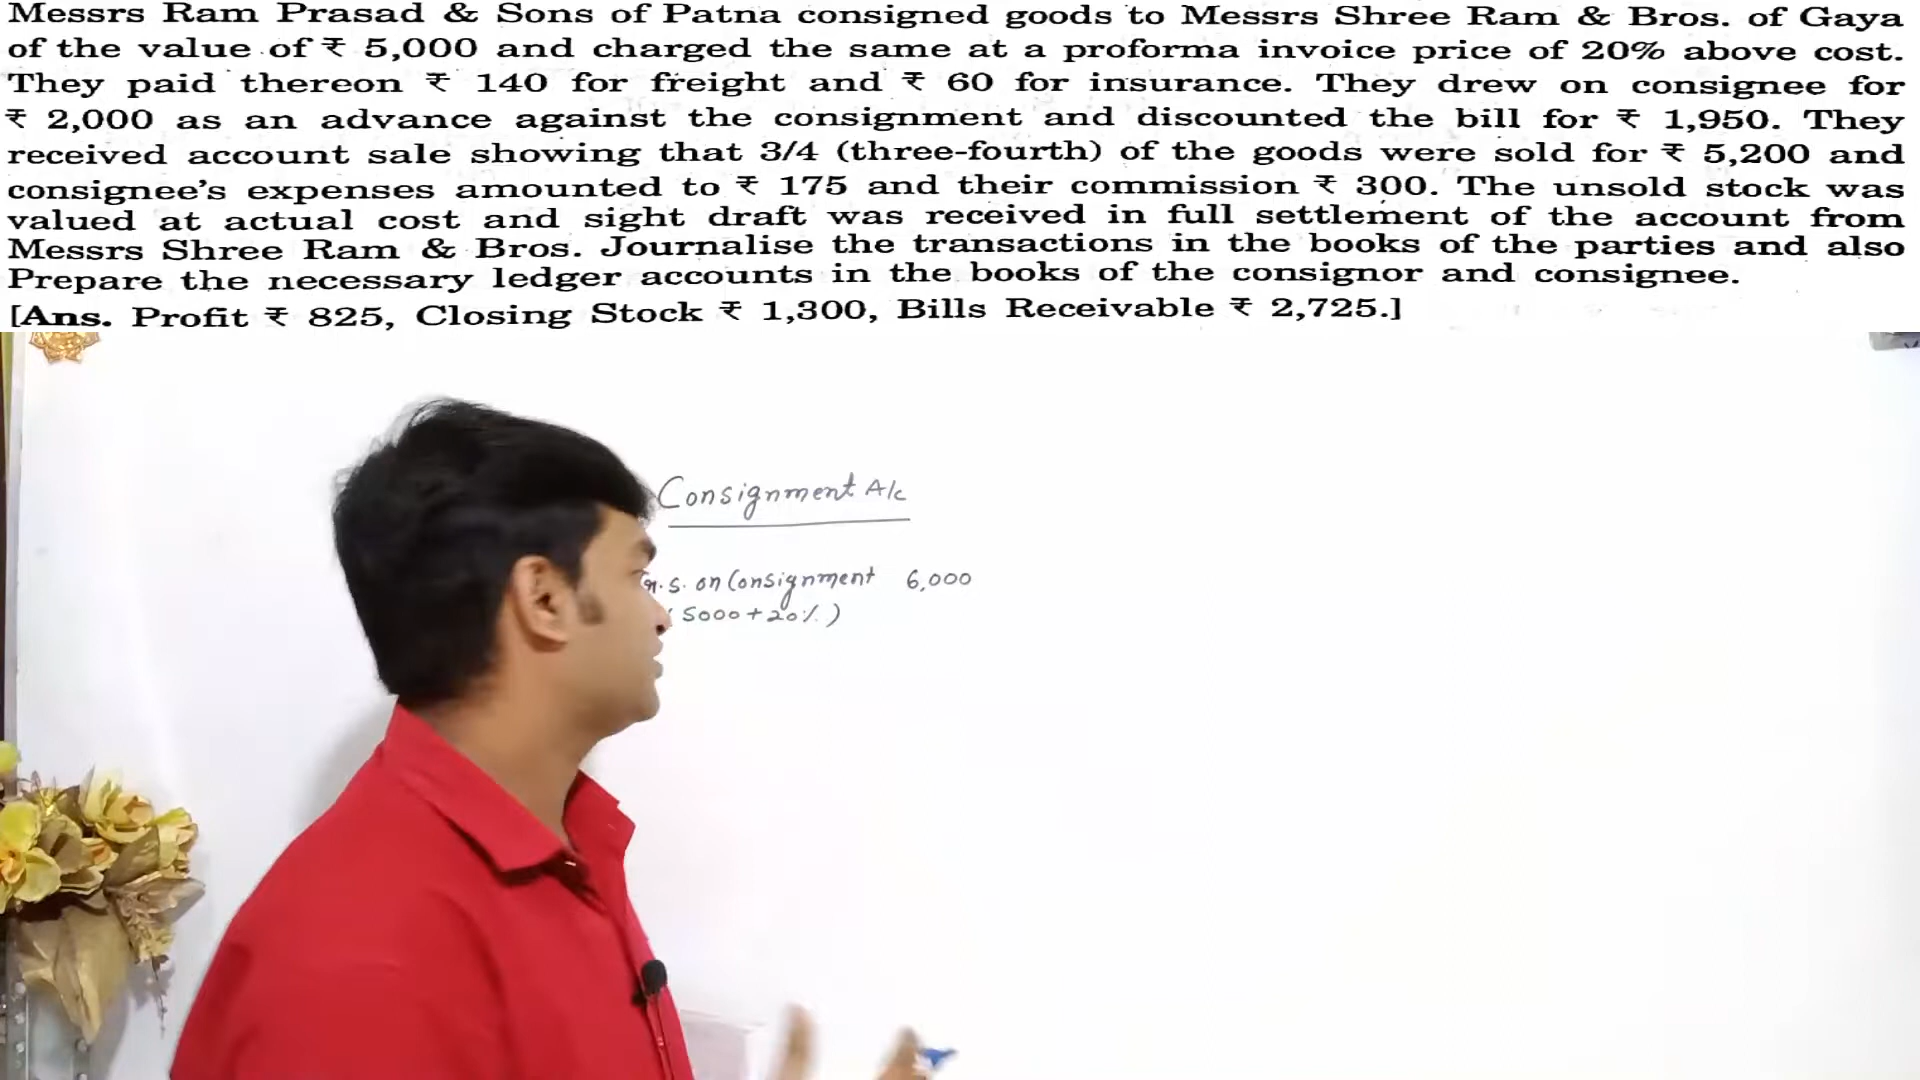 Messrs Ram Prasad & Sons of Patna consigned goods to Messrs Shree Ram & Bros. of Gaya
of the value of ₹ 5,000 and charged the same at a proforma invoice price of 20% above cost.
They paid thereon ₹ 140 for freight and ₹ 60 for insurance. They drew on consignee for
₹ 2,000 as an advance against the consignment and discounted the bill for ₹ 1,950. They
received account sale showing that 3/4 (three-fourth) of the goods were sold for ₹ 5,200 and
consignee's expenses amounted to ₹ 175 and their commission ₹ 300. The unsold stock was
valued at actual cost and sight draft was received in full settlement of the account from
Messrs Shree Ram & Bros. Journalise the transactions in the books of the parties and also
Prepare the necessary ledger accounts in the books of the consignor and consignee.
[Ans. Profit ₹ 825, Closing Stock ₹ 1,300, Bills Receivable ₹ 2,725.]
Consignment A/c
s. on Consignment 6,000
(5000+20%)